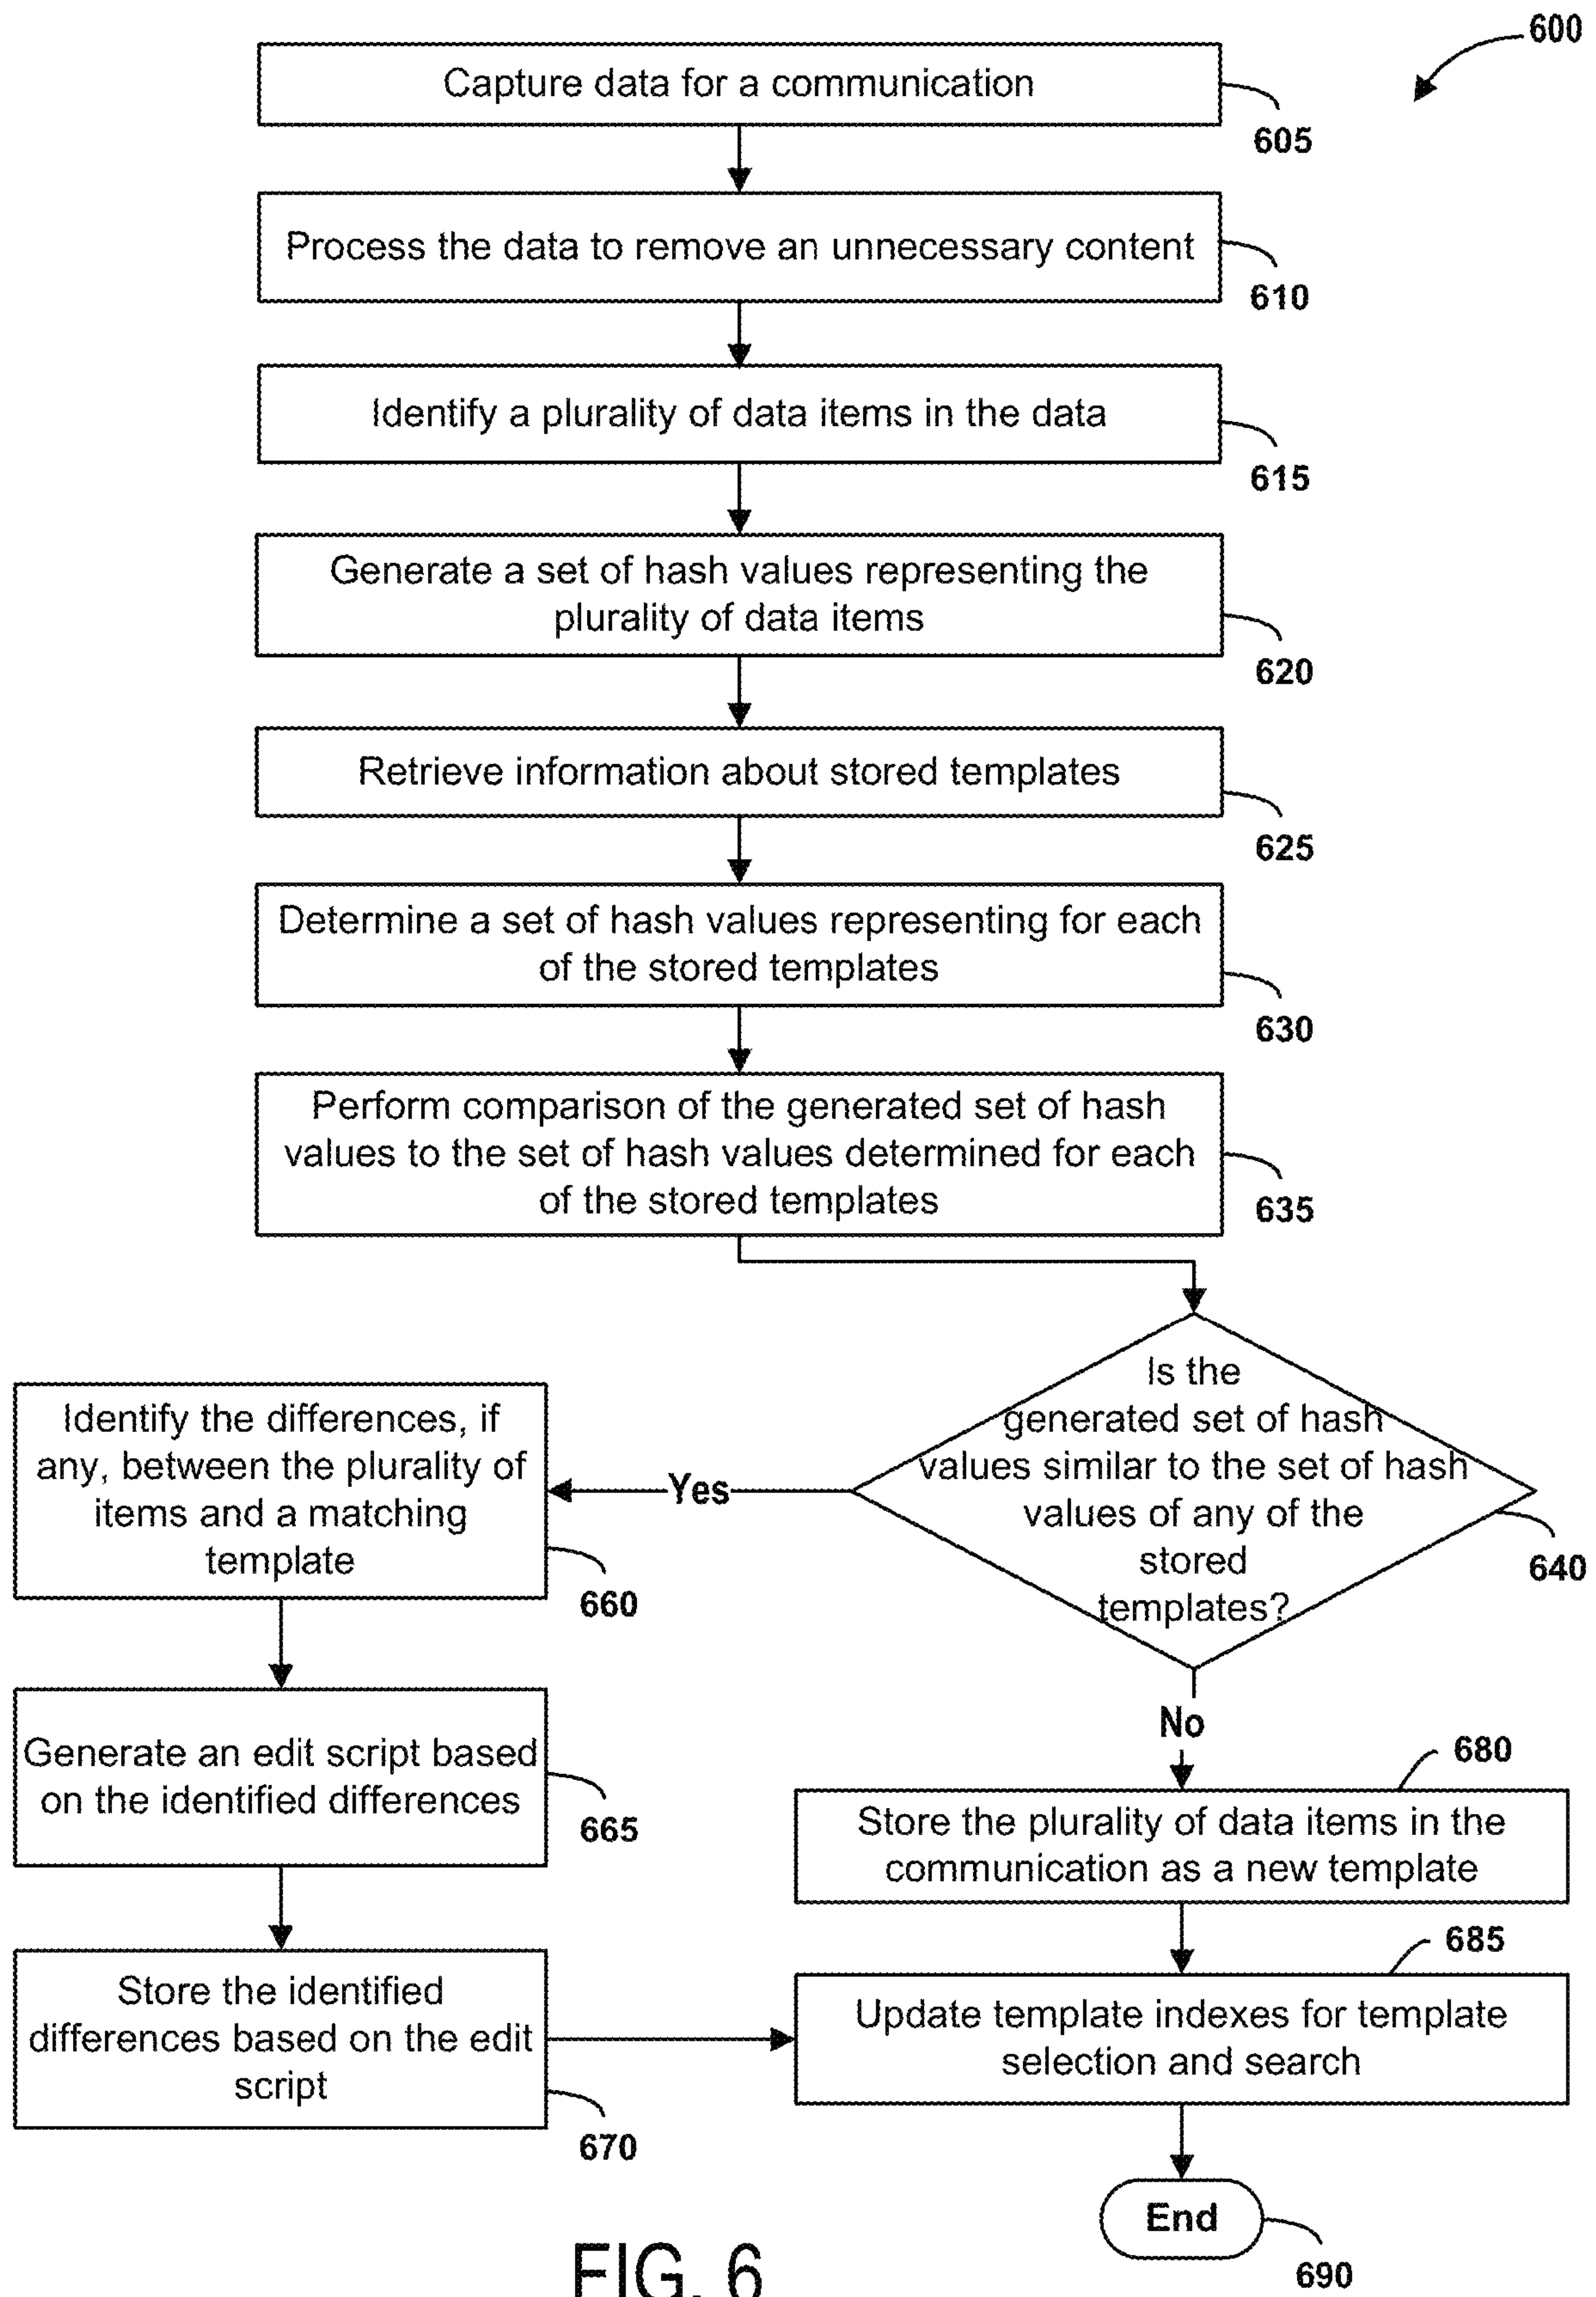 600
Capture data for a communication
605
Process the data to remove an unnecessary content
610
Identify a plurality of data items in the data
615
Generate a set of hash values representing the
plurality of data items
620
Retrieve information about stored templates
625
Determine a set of hash values representing for each
of the stored templates
630
Perform comparison of the generated set of hash
values to the set of hash values determined for each
of the stored templates
635
Is the
generated set of hash
values similar to the set of hash
values of any of the
stored
templates?
640
Yes
Identify the differences, if
any, between the plurality of
items and a matching
template
660
Generate an edit script based
on the identified differences
665
Store the identified
differences based on the edit
script
670
No
680
Store the plurality of data items in the
communication as a new template
685
Update template indexes for template
selection and search
End
690
FIG. 6